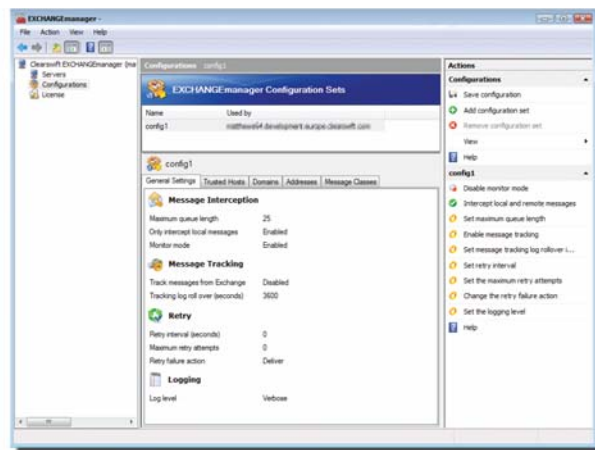 EXCHANGEmanager -
File Action View Help
Clearswift EXCHANGEmanager (ma
Servers
Configurations
License
Configurations config1
EXCHANGEmanager Configuration Sets
Name Used by
config1 matthews64.development.europe.clearswift.com
config1
General Settings Trusted Hosts Domains Addresses Message Classes
Message Interception
Maximum queue length 25
Only intercept local messages Enabled
Monitor mode Enabled
Message Tracking
Track messages from Exchange Disabled
Tracking log roll over (seconds) 3600
Retry
Retry interval (seconds) 0
Maximum retry attempts 0
Retry failure action Deliver
Logging
Log level Verbose
Actions
Configurations
Save configuration
Add configuration set
Remove configuration set
View
Help
config1
Disable monitor mode
Intercept local and remote messages
Set maximum queue length
Enable message tracking
Set message tracking log rollover i...
Set retry interval
Set the maximum retry attempts
Change the retry failure action
Set the logging level
Help